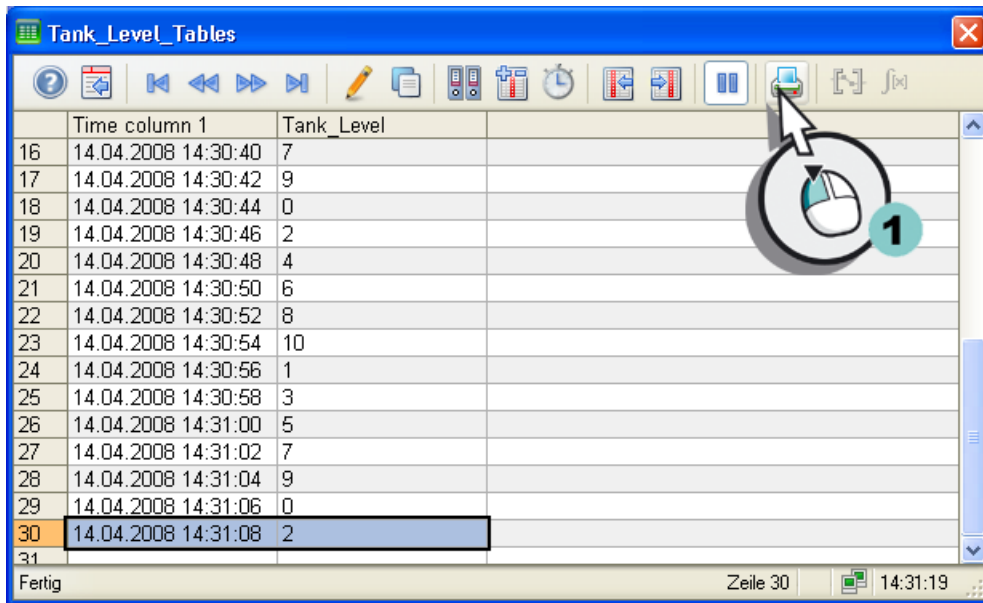 Tank_Level_Tables
Time column 1 Tank_Level
16 14.04.2008 14:30:40 7
17 14.04.2008 14:30:42 9
18 14.04.2008 14:30:44 0
19 14.04.2008 14:30:46 2
20 14.04.2008 14:30:48 4
21 14.04.2008 14:30:50 6
22 14.04.2008 14:30:52 8
23 14.04.2008 14:30:54 10
24 14.04.2008 14:30:56 1
25 14.04.2008 14:30:58 3
26 14.04.2008 14:31:00 5
27 14.04.2008 14:31:02 7
28 14.04.2008 14:31:04 9
29 14.04.2008 14:31:06 0
30 14.04.2008 14:31:08 2
31
Fertig Zeile 30 14:31:19
1